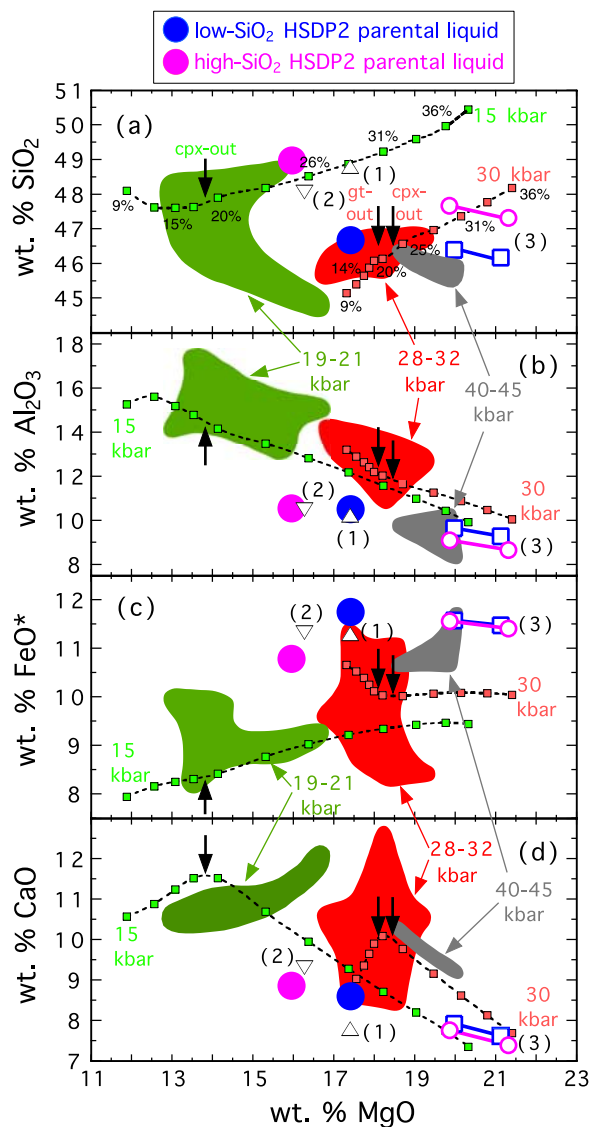 low-SiO₂ HSDP2 parental liquid
high-SiO₂ HSDP2 parental liquid
51
50
49
48
47
46
45
wt. % SiO₂
(a)
36%
15 kbar
31%
26%
cpx-out
(1)
(2)
30 kbar
36%
9%
15%
20%
gt-out
cpx-out
31%
(3)
25%
14%
20%
9%
18
16
14
12
10
8
wt. % Al₂O₃
(b)
19-21 kbar
28-32 kbar
40-45 kbar
15 kbar
(2)
(1)
30 kbar
(3)
12
11
10
9
8
wt. % FeO*
(c)
(2)
(1)
(3)
30 kbar
15 kbar
19-21 kbar
12
11
10
9
8
7
wt. % CaO
(d)
28-32 kbar
40-45 kbar
15 kbar
(2)
(1)
30 kbar
(3)
11 13 15 17 19 21 23
wt. % MgO